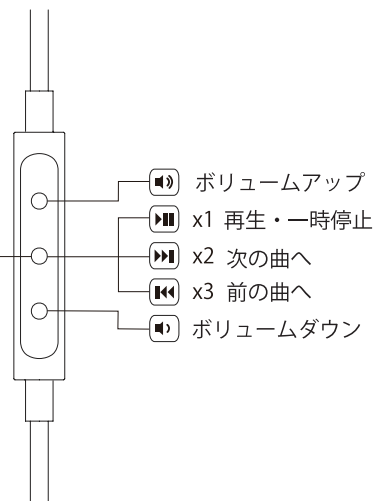 ボリュームアップ
x1 再生・一時停止
x2 次の曲へ
x3 前の曲へ
ボリュームダウン